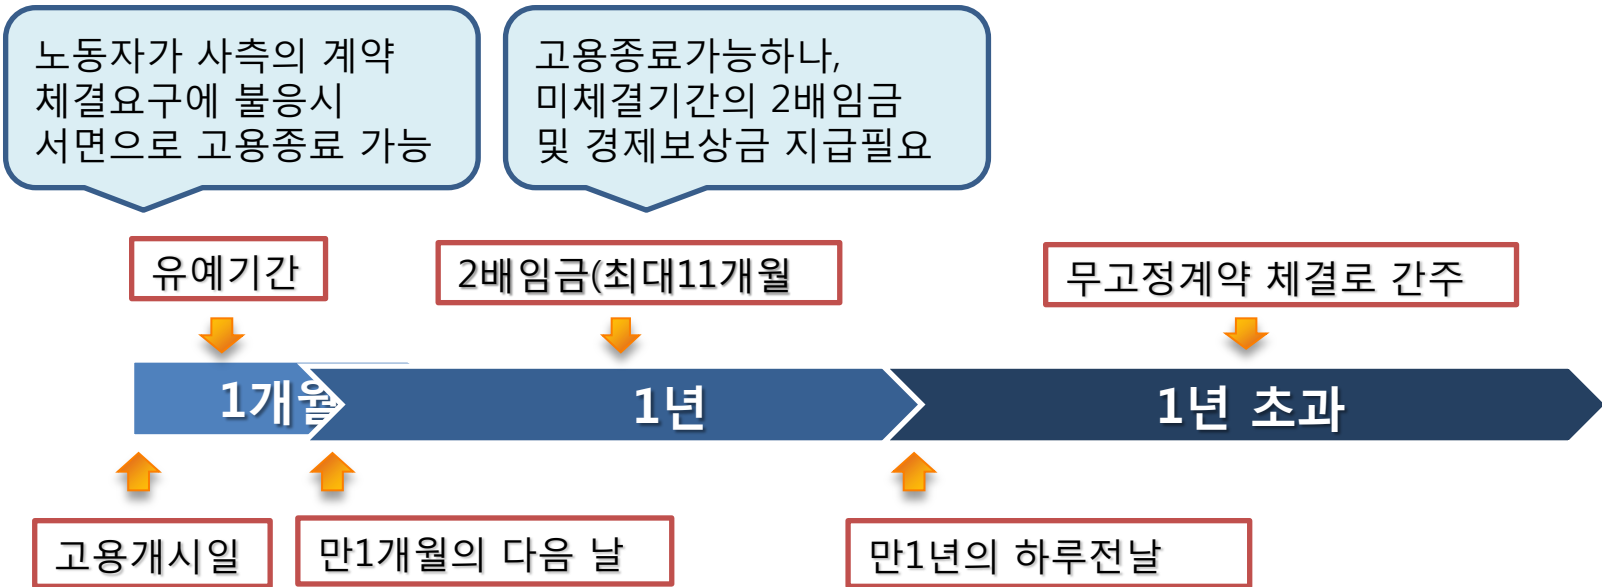 노동자가 사측의 계약
체결요구에 불응시
서면으로 고용종료 가능
고용종료가능하나,
미체결기간의 2배임금
및 경제보상금 지급필요
유예기간
2배임금(최대11개월
무고정계약 체결로 간주
1개월
1년
1년 초과
고용개시일
만1개월의 다음 날
만1년의 하루전날